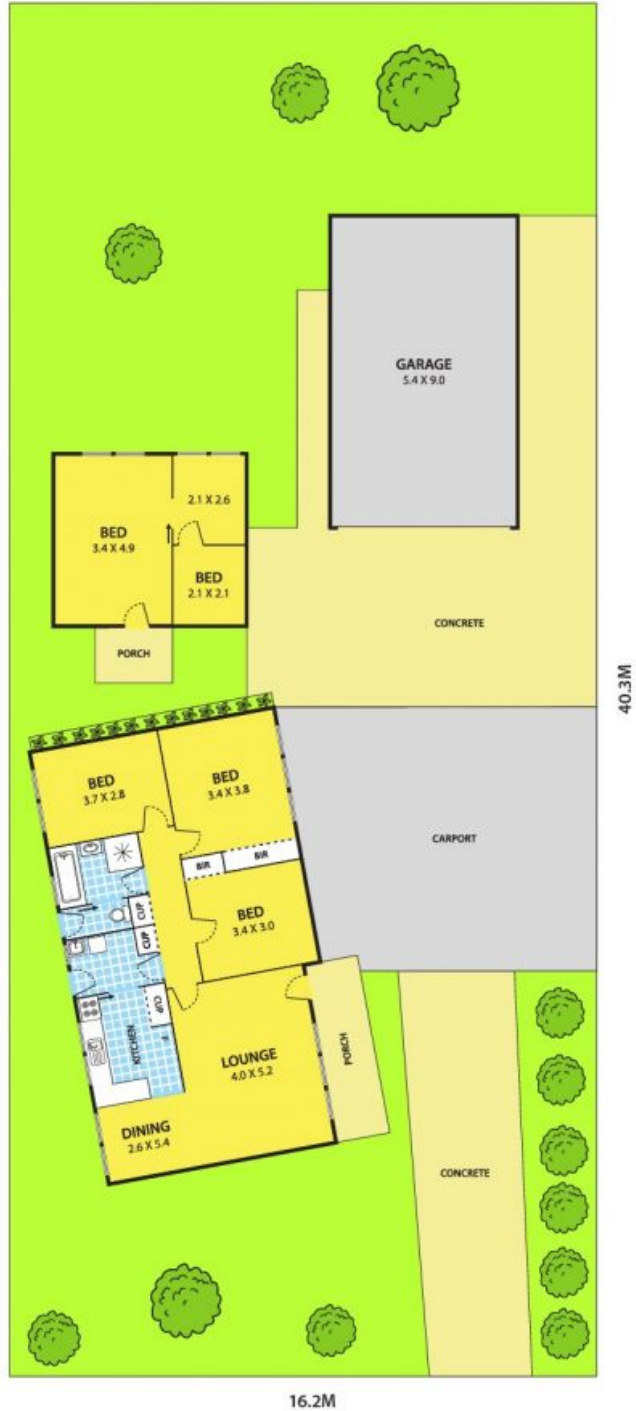 GARAGE
5.4 X 9.0
2.1 X 2.6
BED
3.4 X 4.9
BED
2.1 X 2.1
CONCRETE
PORCH
40.3M
BED
3.7 X 2.8
BED
3.4 X 3.8
CARPORT
BIR
BIR
CUP
BED
3.4 X 3.0
CUP
CUP
F
KITCHEN
LOUNGE
4.0 X 5.2
PORCH
DINING
2.6 X 5.4
CONCRETE
16.2M